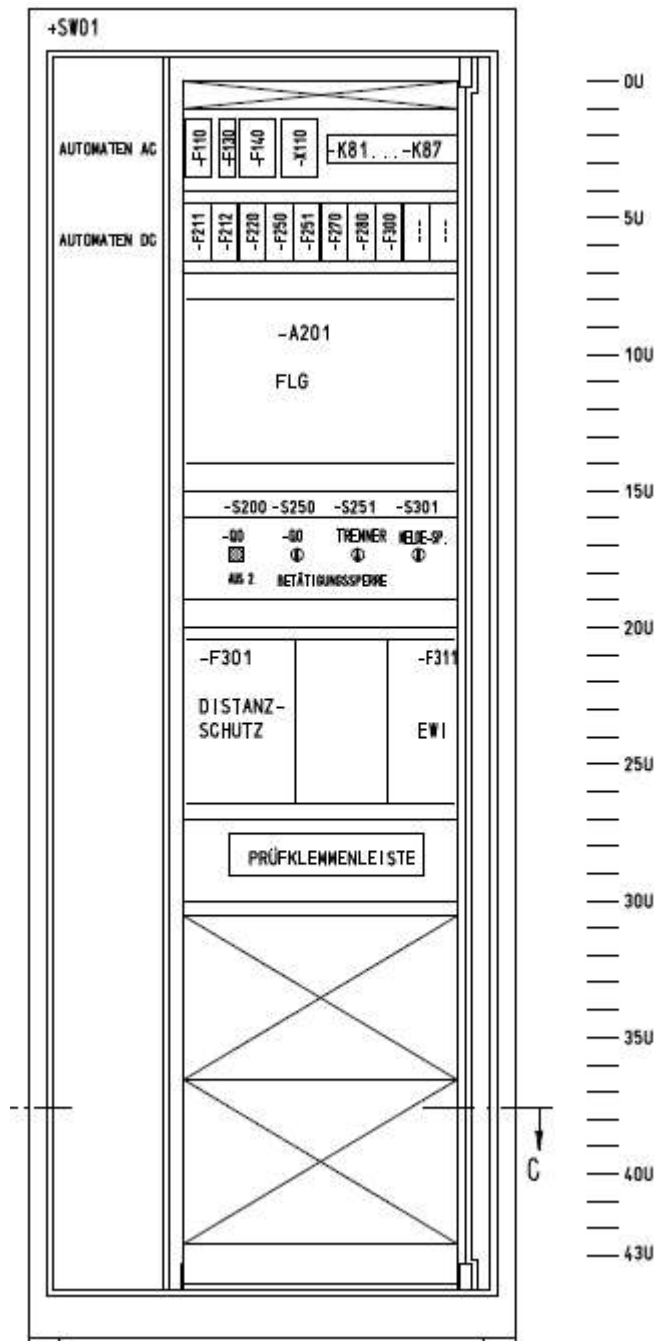 +SW01
0U
AUTOMATEN AC
-F110
-F130
-F140
-X110
-K81...-K87
5U
AUTOMATEN DC
-F211
-F212
-F220
-F250
-F251
-F270
-F280
-F300
---
---
-A201
10U
FLG
15U
-S200 -S250 -S251 -S301
-Q0 -Q0 TRENNER MELDE-SP.
AUS 2 BETÄTIGUNGSSPERRE
20U
-F301 -F311
DISTANZ-
SCHUTZ EWI
25U
PRÜFKLEMMENLEISTE
30U
35U
C
40U
43U